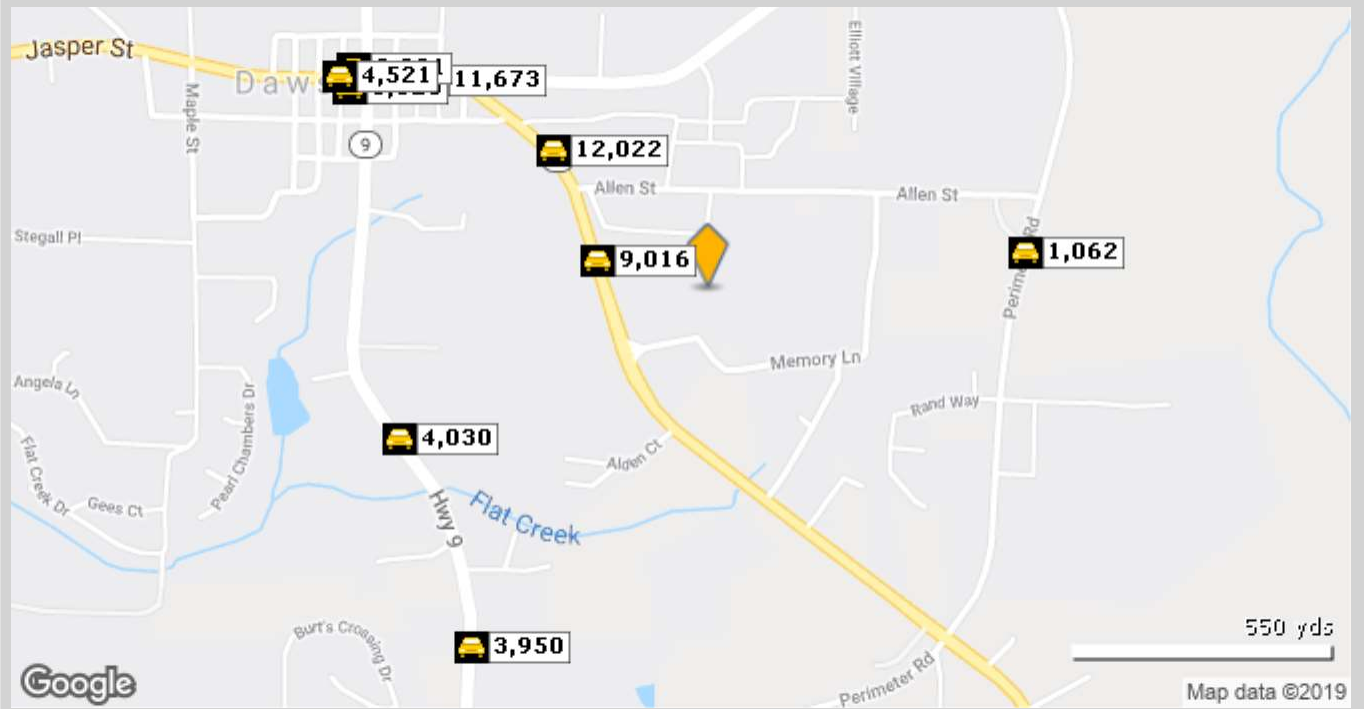 Jasper St
Daws
4,521
11,673
Maple St
Elliott Village
9
12,022
Allen St
Allen St
Stegall Pl
9,016
Perime
Rd
1,062
Memory Ln
Angela Ln
Pearl Chambers Dr
Rand Way
4,030
Flat Creek Dr
Alden Ct
Gees Ct
Hwy 9
Flat Creek
550 yds
Burt's Crossing Dr
3,950
Perimeter Rd
Google
Map data ©2019